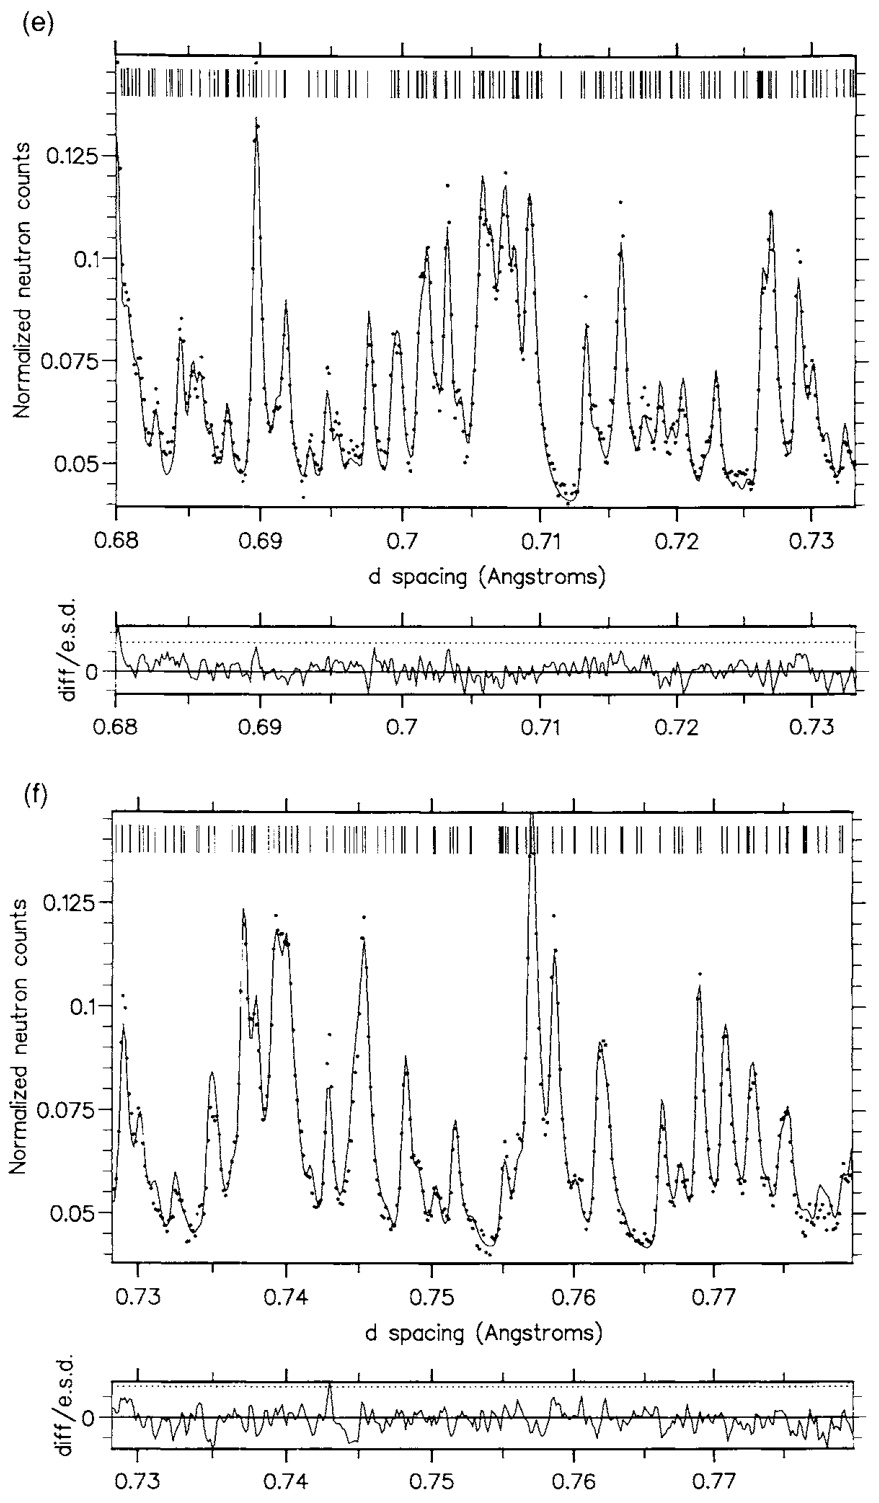 (e)
Normalized neutron counts
0.125
0.1
0.075
0.05
0.68 0.69 0.7 0.71 0.72 0.73
d spacing (Angstroms)
diff/e.s.d.
0
0.68 0.69 0.7 0.71 0.72 0.73
(f)
Normalized neutron counts
0.125
0.1
0.075
0.05
0.73 0.74 0.75 0.76 0.77
d spacing (Angstroms)
diff/e.s.d.
0
0.73 0.74 0.75 0.76 0.77